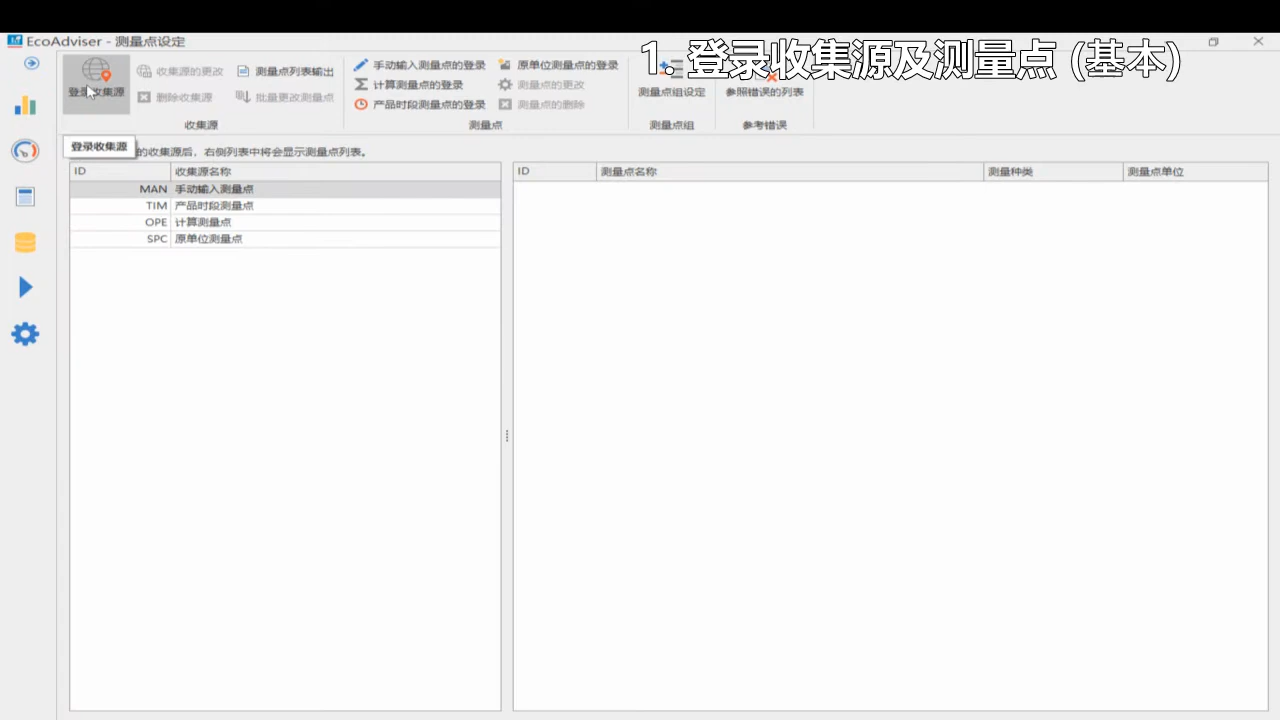 EcoAdviser - 测量点设定
1. 登录收集源及测量点 (基本)
登录收集源
收集源的更改
删除收集源
测量点列表输出
批量更改测量点
收集源
手动输入测量点的登录
计算测量点的登录
产品时段测量点的登录
原单位测量点的登录
测量点的更改
测量点的删除
测量点
测量点组设定
测量点组
参照错误的列表
参考错误
登录收集源
的收集源后，右侧列表中将会显示测量点列表。
ID 收集源名称
MAN 手动输入测量点
TIM 产品时段测量点
OPE 计算测量点
SPC 原单位测量点
ID 测量点名称 测量种类 测量点单位